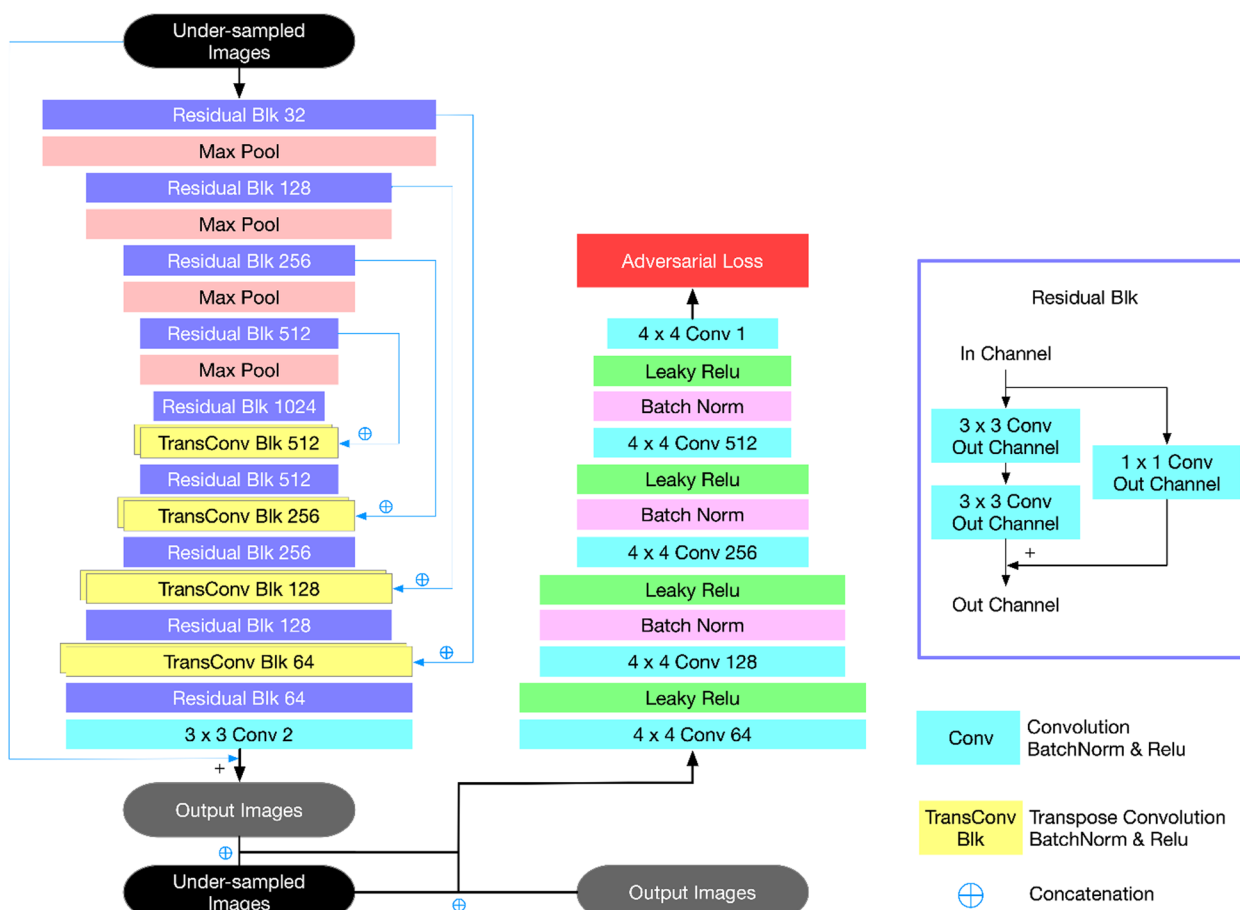 Under-sampled
Images
Residual Blk 32
Max Pool
Residual Blk 128
Max Pool
Residual Blk 256
Max Pool
Residual Blk 512
Max Pool
Residual Blk 1024
TransConv Blk 512
Residual Blk 512
TransConv Blk 256
Residual Blk 256
TransConv Blk 128
Residual Blk 128
TransConv Blk 64
Residual Blk 64
3 x 3 Conv 2
+
Output Images
Under-sampled
Images
Output Images
Adversarial Loss
4 x 4 Conv 1
Leaky Relu
Batch Norm
4 x 4 Conv 512
Leaky Relu
Batch Norm
4 x 4 Conv 256
Leaky Relu
Batch Norm
4 x 4 Conv 128
Leaky Relu
4 x 4 Conv 64
Residual Blk
In Channel
3 x 3 Conv
Out Channel
1 x 1 Conv
Out Channel
3 x 3 Conv
Out Channel
+
Out Channel
Conv
Convolution
BatchNorm & Relu
TransConv
Blk
Transpose Convolution
BatchNorm & Relu
Concatenation